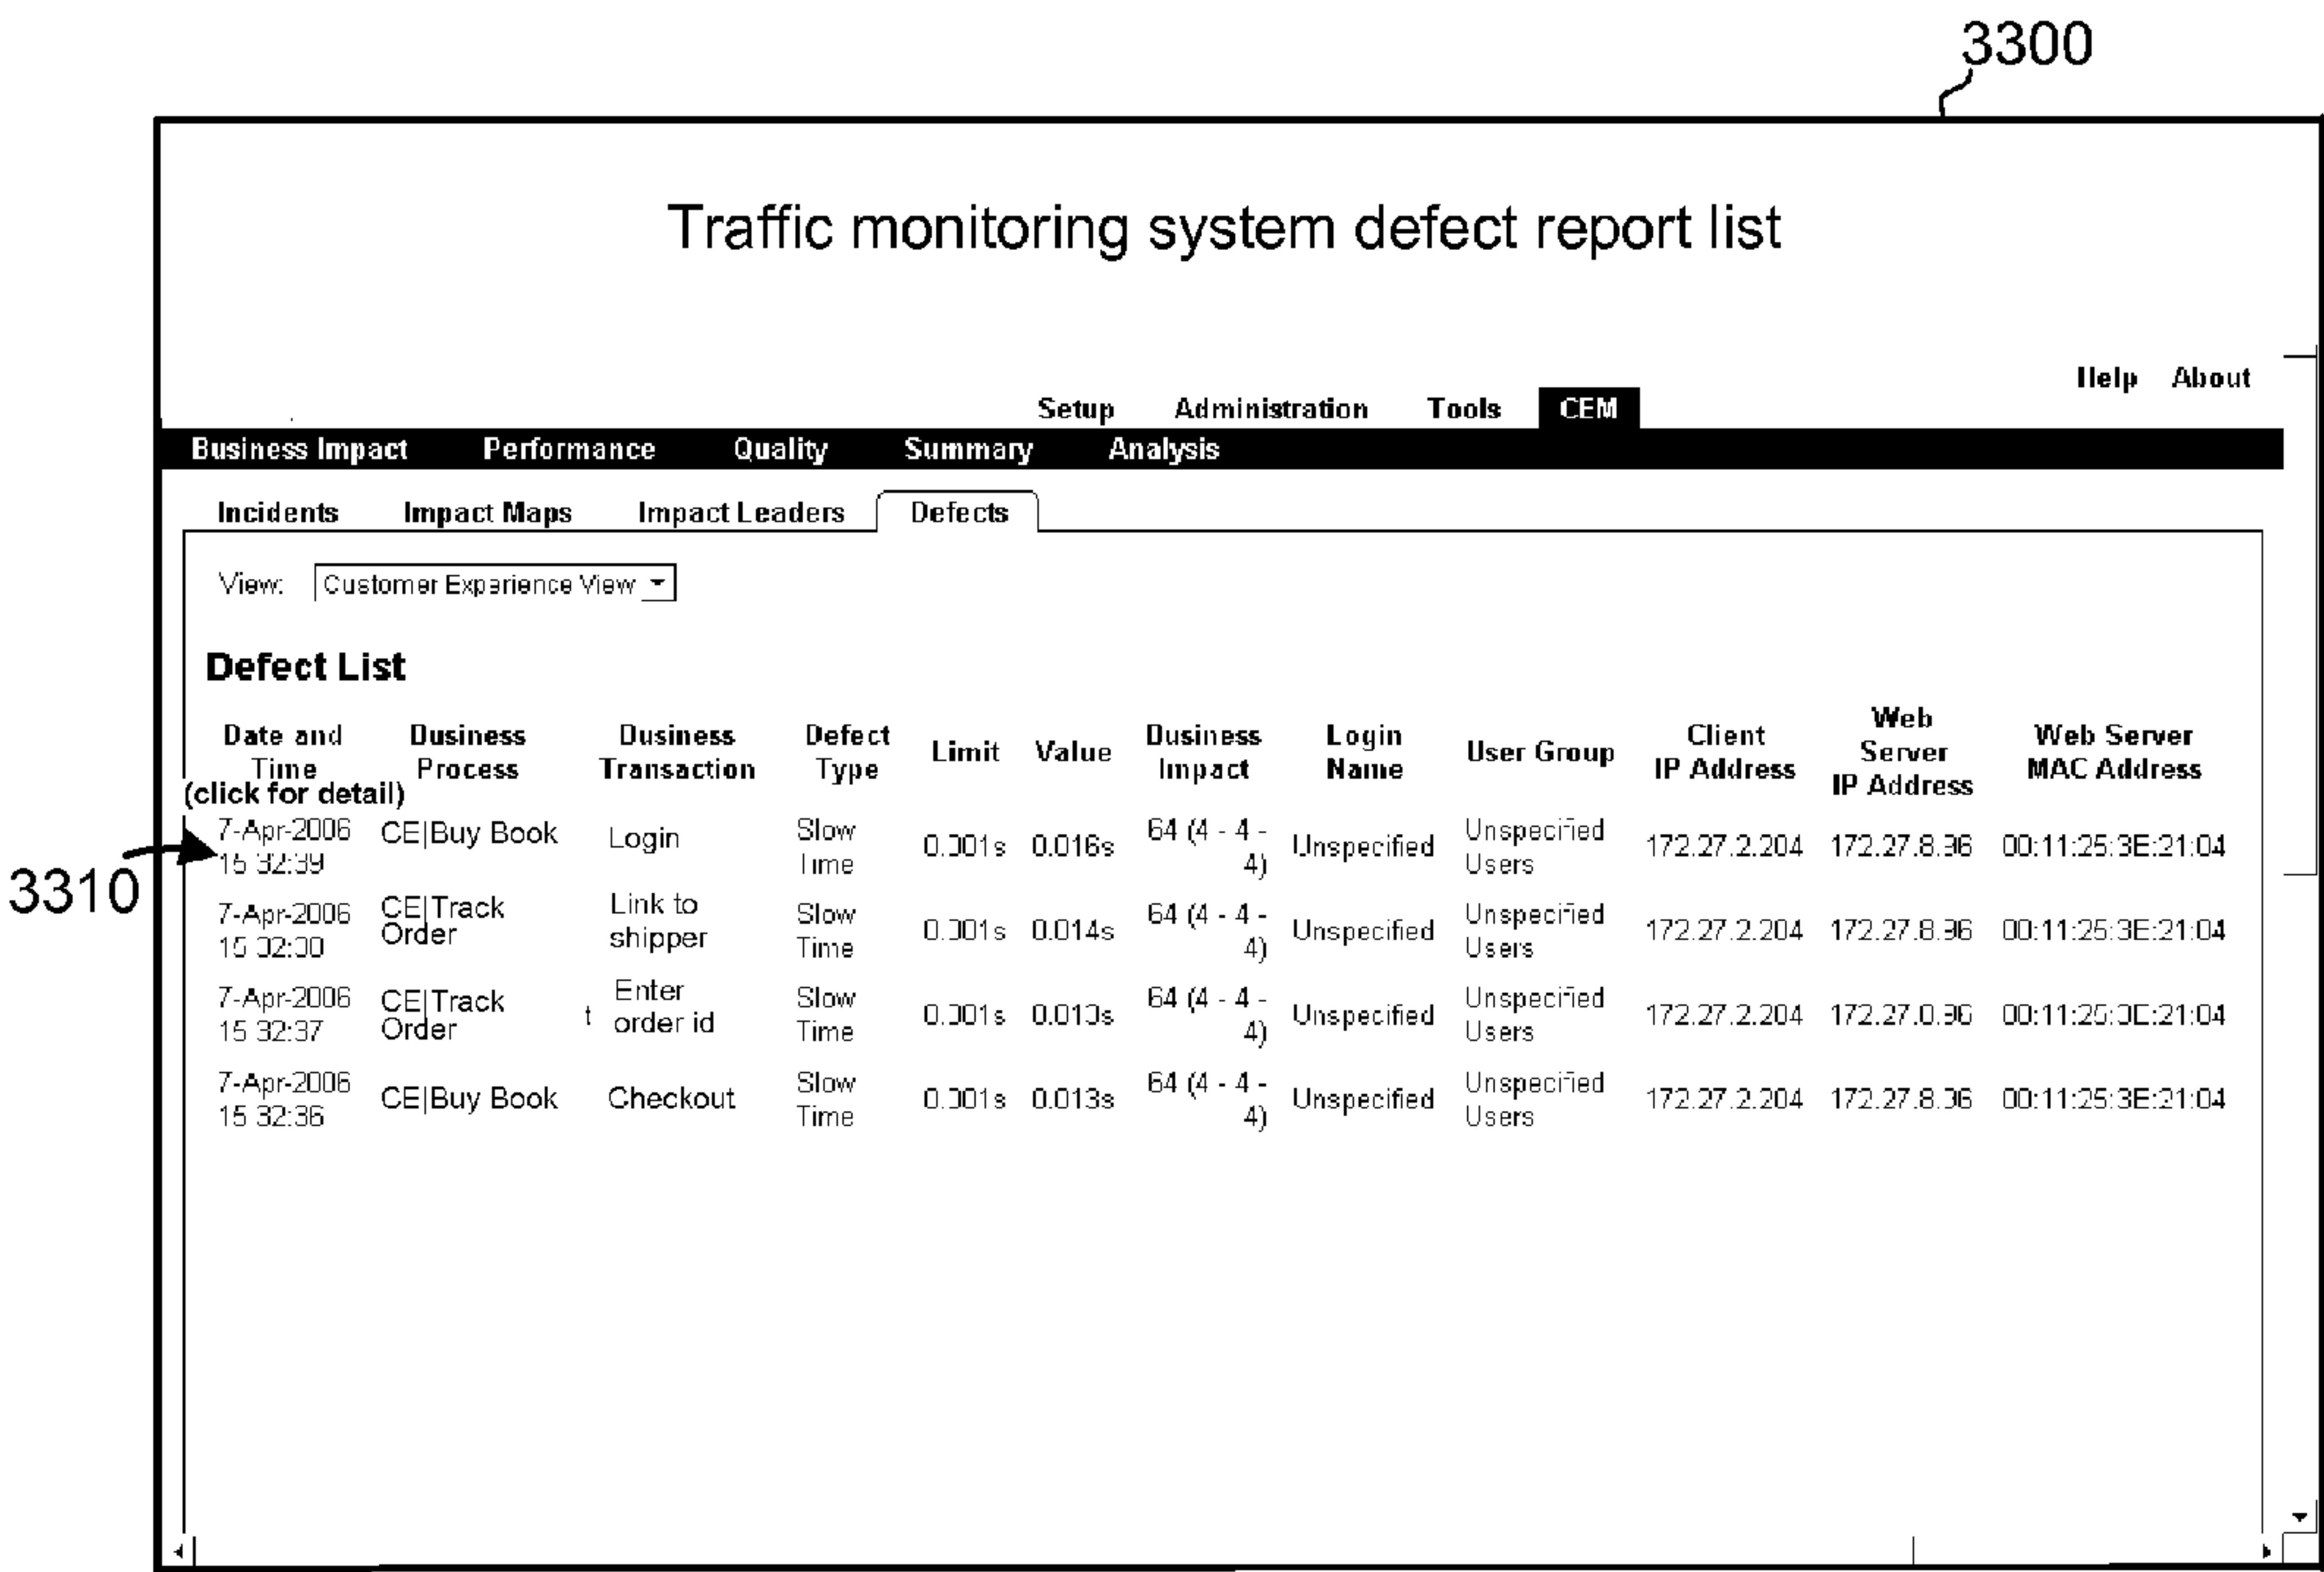 3300
Traffic monitoring system defect report list
Help About
Setup Administration Tools CEM
Business Impact Performance Quality Summary Analysis
Incidents Impact Maps Impact Leaders Defects
View: Customer Experience View
Defect List
Date and Time (click for detail)
Business Process
Business Transaction
Defect Type
Limit
Value
Business Impact
Login Name
User Group
Client IP Address
Web Server IP Address
Web Server MAC Address
3310
7-Apr-2006 CE|Buy Book Login Slow 0.001s 0.016s 64 (4 - 4 - Unspecified Unspecified 172.27.2.204 172.27.8.96 00:11:25:3E:21:04
15 32:39 Time 4) Users
7-Apr-2006 CE|Track Link to Slow 0.001s 0.014s 64 (4 - 4 - Unspecified Unspecified 172.27.2.204 172.27.8.96 00:11:25:3E:21:04
Order shipper Time 4) Users
7-Apr-2006 CE|Track t Enter Slow 0.001s 0.013s 64 (4 - 4 - Unspecified Unspecified 172.27.2.204
15 32:37 Order order id Time 4) Users
7-Apr-2006 CE|Buy Book Checkout Slow 0.001s 0.013s 64 (4 - 4 - Unspecified Unspecified 172.27.2.204 172.27.8.96 00:11:25:3E:21:04
15 32:36 Time 4) Users